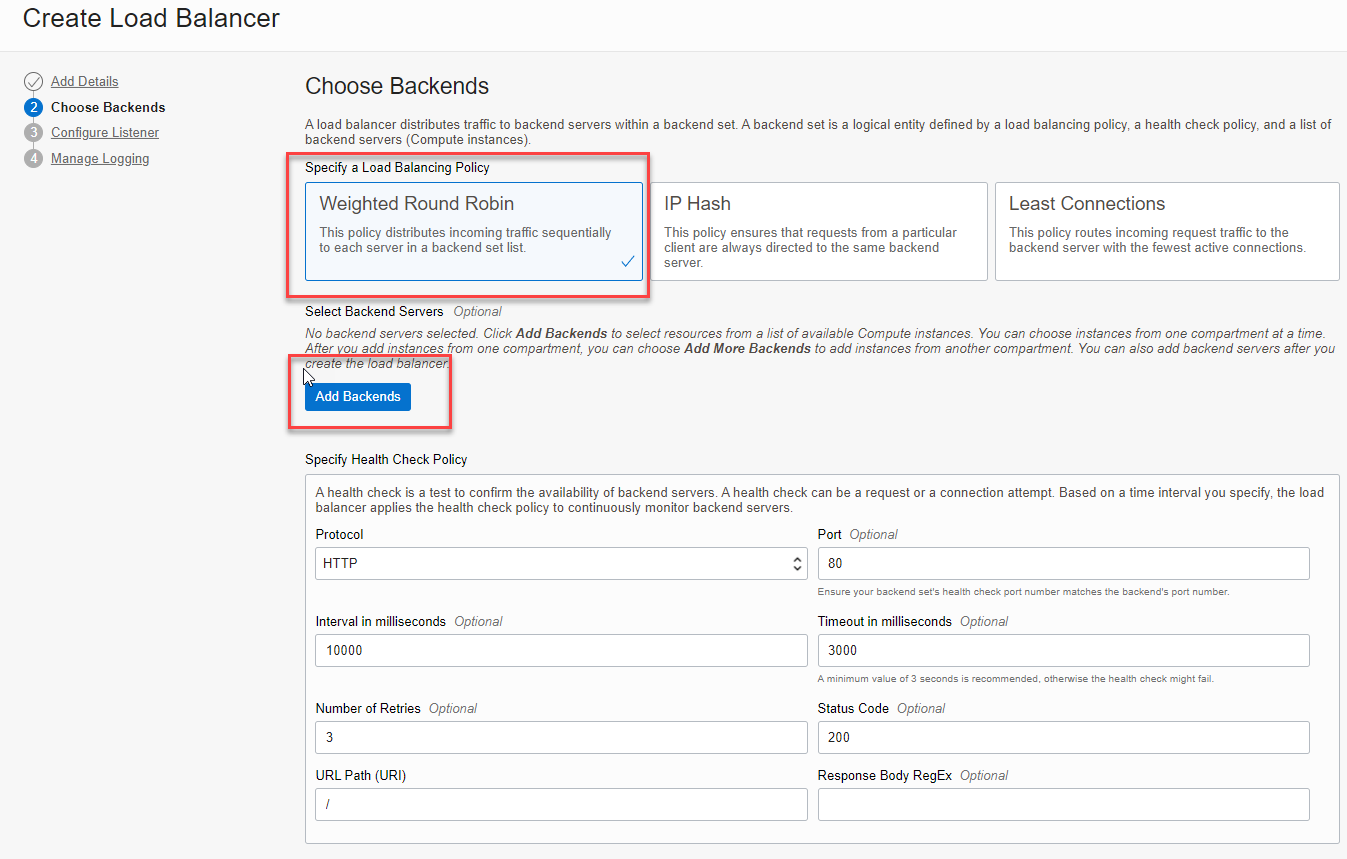 Create Load Balancer
Add Details
2 Choose Backends
3 Configure Listener
4 Manage Logging
Choose Backends
A load balancer distributes traffic to backend servers within a backend set. A backend set is a logical entity defined by a load balancing policy, a health check policy, and a list of
backend servers (Compute instances).
Specify a Load Balancing Policy
Weighted Round Robin
This policy distributes incoming traffic sequentially
to each server in a backend set list.
IP Hash
This policy ensures that requests from a particular
client are always directed to the same backend
server.
Least Connections
This policy routes incoming request traffic to the
backend server with the fewest active connections.
Select Backend Servers Optional
No backend servers selected. Click Add Backends to select resources from a list of available Compute instances. You can choose instances from one compartment at a time.
After you add instances from one compartment, you can choose Add More Backends to add instances from another compartment. You can also add backend servers after you
create the load balancer.
Add Backends
Specify Health Check Policy
A health check is a test to confirm the availability of backend servers. A health check can be a request or a connection attempt. Based on a time interval you specify, the load
balancer applies the health check policy to continuously monitor backend servers.
Protocol
HTTP
Port Optional
80
Ensure your backend set's health check port number matches the backend's port number.
Interval in milliseconds Optional
10000
Timeout in milliseconds Optional
3000
A minimum value of 3 seconds is recommended, otherwise the health check might fail.
Number of Retries Optional
3
Status Code Optional
200
URL Path (URI)
/
Response Body RegEx Optional